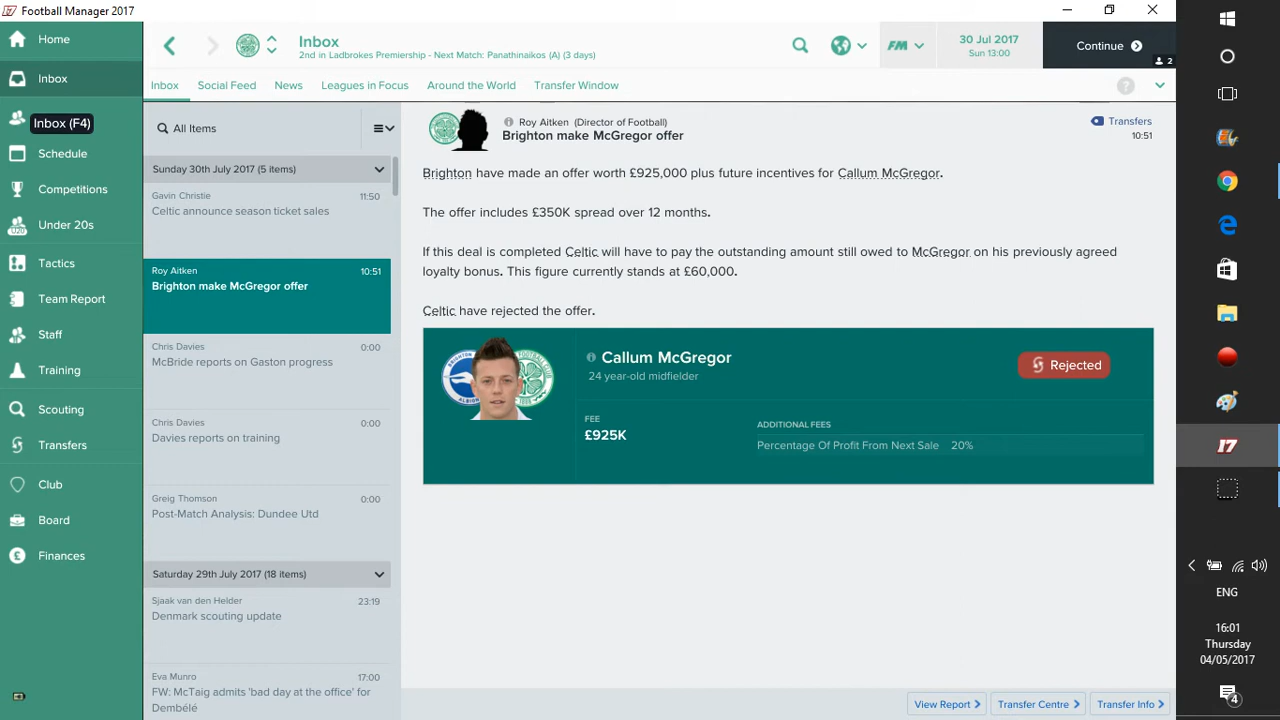 Football Manager 2017
Home
Inbox
Inbox (F4)
Schedule
Competitions
Under 20s
Tactics
Team Report
Staff
Training
Scouting
Transfers
Club
Board
Finances
Inbox
2nd in Ladbrokes Premiership - Next Match: Panathinaikos (A) (3 days)
FM
30 Jul 2017
Sun 13:00
Continue
2
Inbox Social Feed News Leagues in Focus Around the World Transfer Window
?
All Items
Sunday 30th July 2017 (5 items)
Gavin Christie 11:50
Celtic announce season ticket sales
Roy Aitken 10:51
Brighton make McGregor offer
Chris Davies 0:00
McBride reports on Gaston progress
Chris Davies 0:00
Davies reports on training
Greig Thomson 0:00
Post-Match Analysis: Dundee Utd
Saturday 29th July 2017 (18 items)
Sjaak van den Helder 23:19
Denmark scouting update
Eva Munro 17:00
FW: McTaig admits 'bad day at the office' for
Dembélé
Roy Aitken (Director of Football)
Brighton make McGregor offer
Transfers
10:51
Brighton have made an offer worth £925,000 plus future incentives for Callum McGregor.
The offer includes £350K spread over 12 months.
If this deal is completed Celtic will have to pay the outstanding amount still owed to McGregor on his previously agreed
loyalty bonus. This figure currently stands at £60,000.
Celtic have rejected the offer.
Callum McGregor
24 year-old midfielder
Rejected
FEE
£925K
ADDITIONAL FEES
Percentage Of Profit From Next Sale 20%
View Report
Transfer Centre
Transfer Info
17
ENG
16:01
Thursday
04/05/2017
4